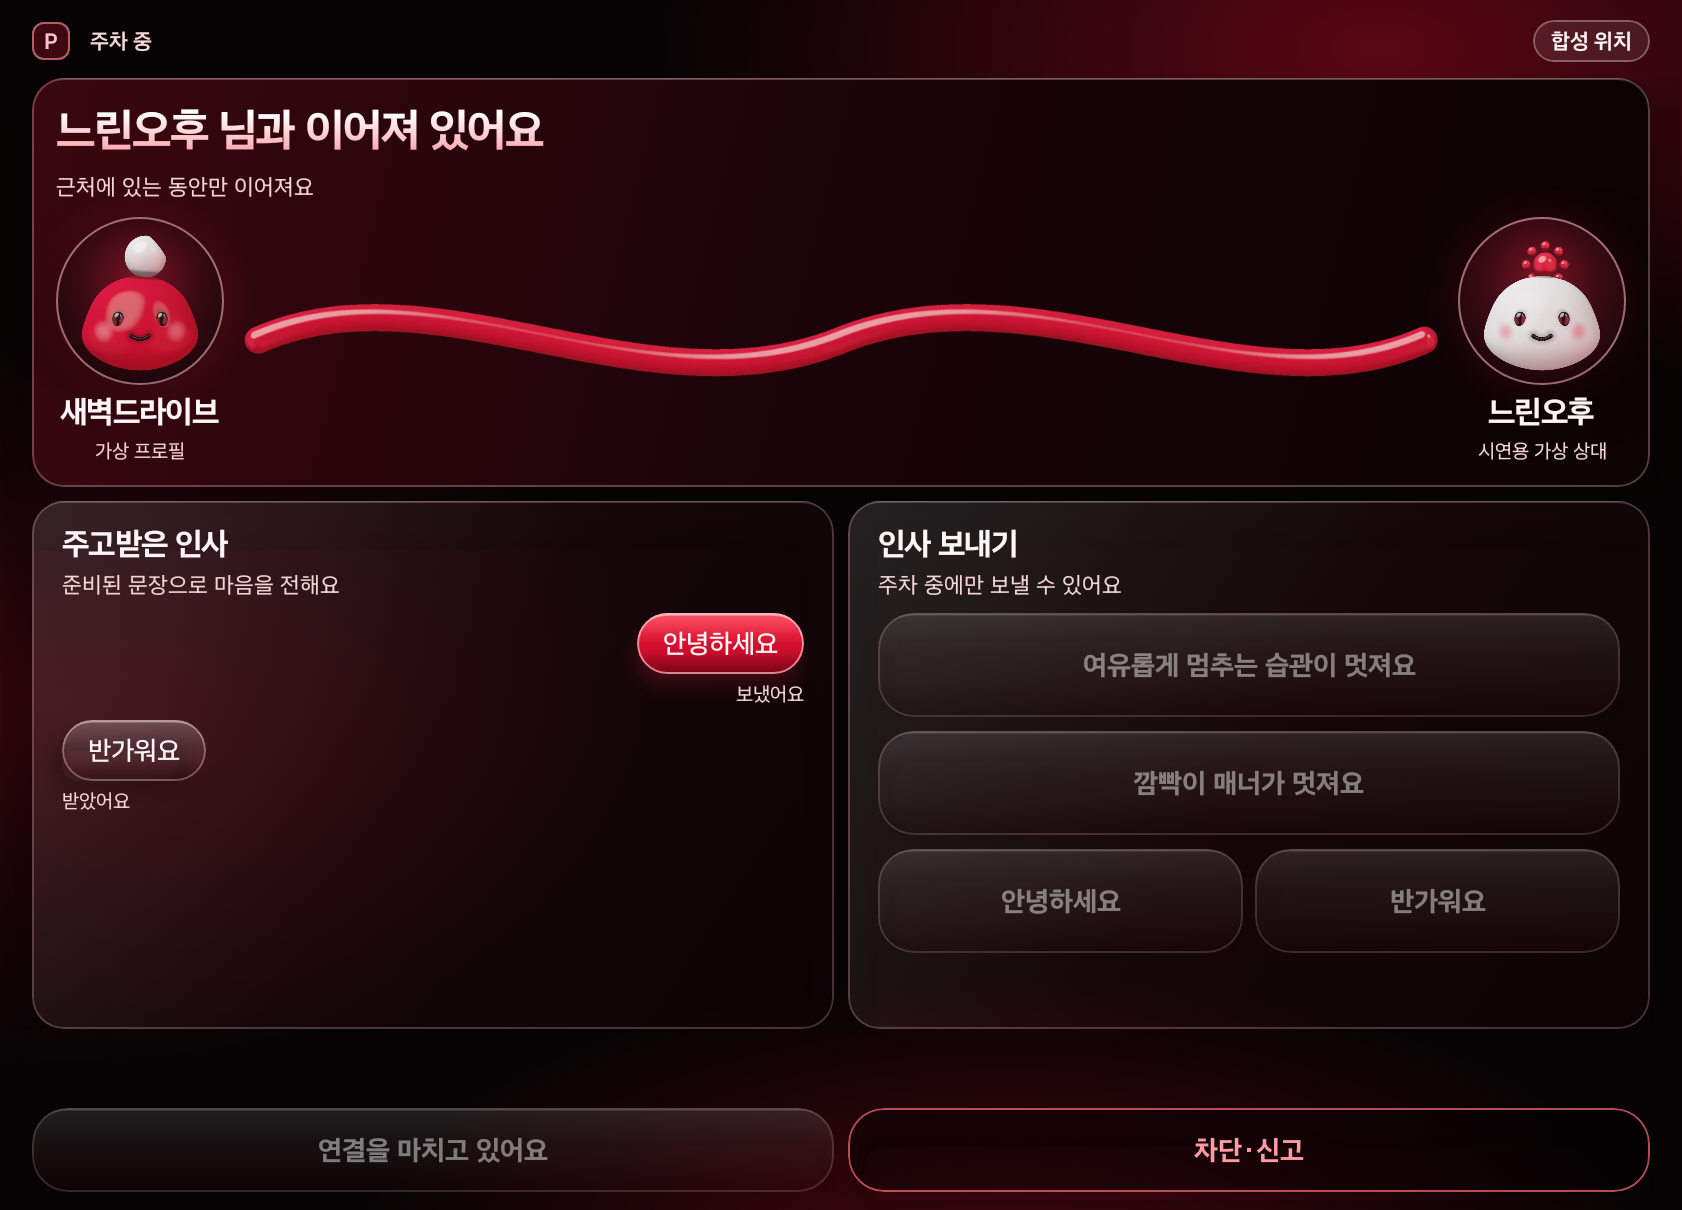 P 주차 중
합성 위치
느린오후 님과 이어져 있어요
근처에 있는 동안만 이어져요
새벽드라이브
가상 프로필
느린오후
시연용 가상 상대
주고받은 인사
준비된 문장으로 마음을 전해요
안녕하세요
보냈어요
반가워요
받았어요
인사 보내기
주차 중에만 보낼 수 있어요
여유롭게 멈추는 습관이 멋져요
깜빡이 매너가 멋져요
안녕하세요
반가워요
연결을 마치고 있어요
차단·신고